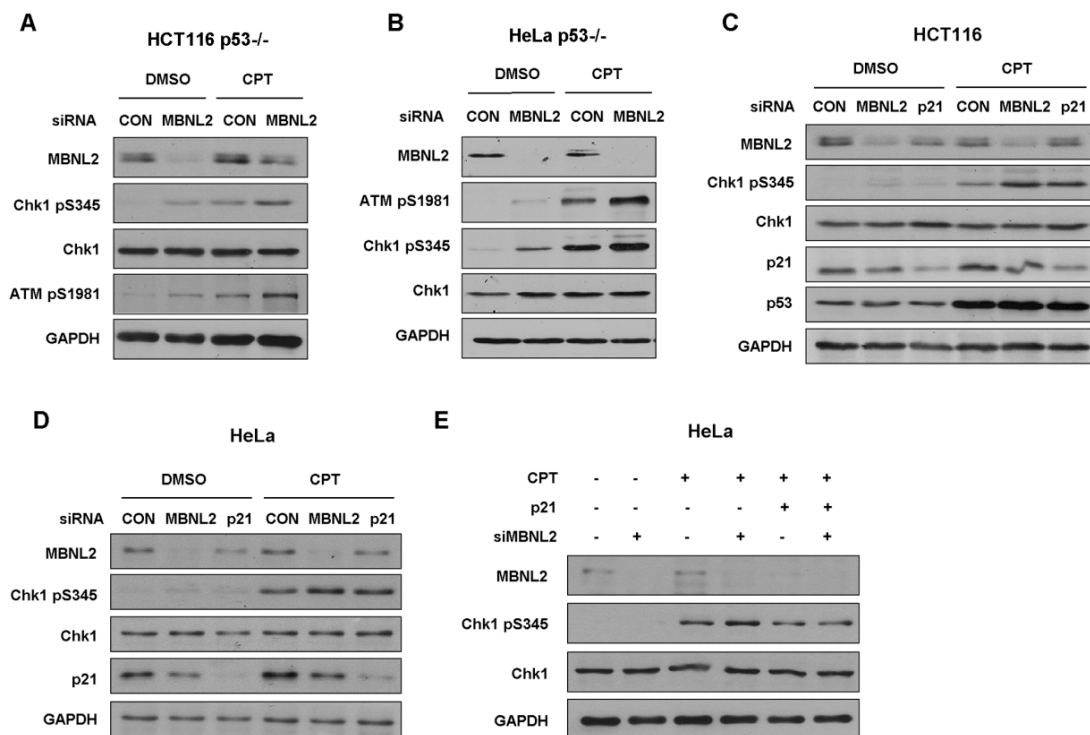 A
HCT116 p53-/-
DMSO CPT
siRNA CON MBNL2 CON MBNL2
MBNL2
Chk1 pS345
Chk1
ATM pS1981
GAPDH
B
HeLa p53-/-
DMSO CPT
siRNA CON MBNL2 CON MBNL2
MBNL2
ATM pS1981
Chk1 pS345
Chk1
GAPDH
C
HCT116
DMSO CPT
siRNA CON MBNL2 p21 CON MBNL2 p21
MBNL2
Chk1 pS345
Chk1
p21
p53
GAPDH
D
HeLa
DMSO CPT
siRNA CON MBNL2 p21 CON MBNL2 p21
MBNL2
Chk1 pS345
Chk1
p21
GAPDH
E
HeLa
CPT - - + + + +
p21 - - - - + +
siMBNL2 - + - + - +
MBNL2
Chk1 pS345
Chk1
GAPDH